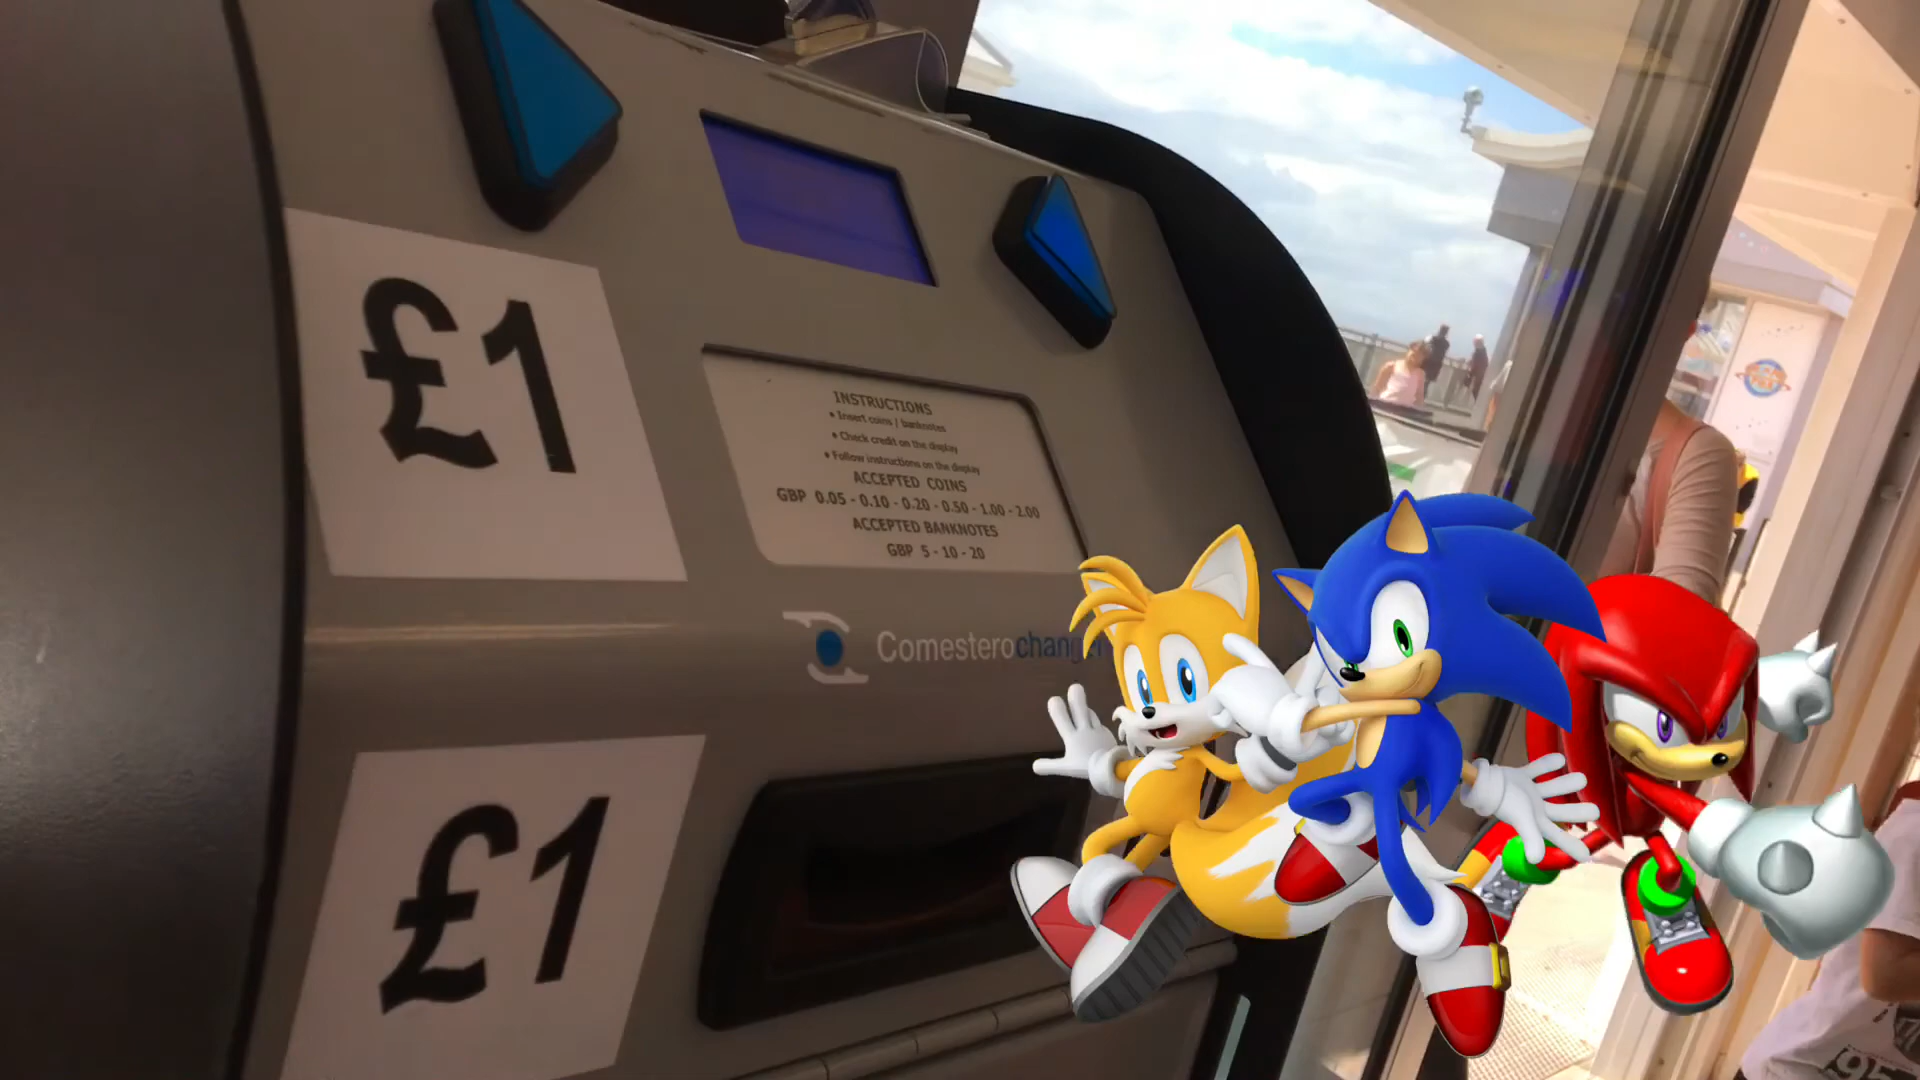 £1
INSTRUCTIONS
• Insert coins / banknotes
• Check credit on the display
• Follow instructions on the display
ACCEPTED COINS
GBP 0.05 - 0.10 - 0.20 - 0.50 - 1.00 - 2.00
ACCEPTED BANKNOTES
GBP 5 - 10 - 20
Comesterochanger
£1